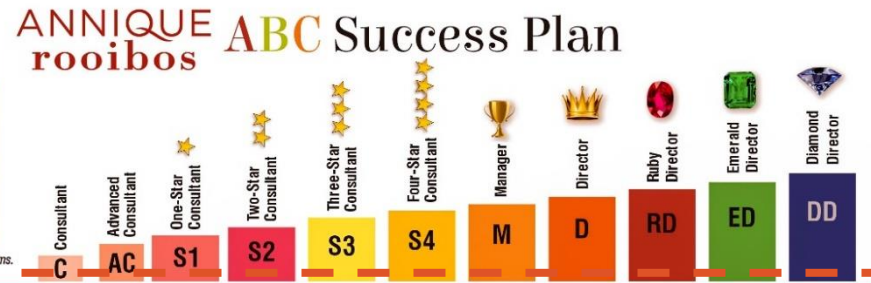 ANNIQUE
rooibos
ABC Success Plan
Consultant
Advanced
Consultant
One-Star
Consultant
Two-Star
Consultant
Three-Star
Consultant
Four-Star
Consultant
Manager
Director
Ruby
Director
Emerald
Director
Diamond
Director
ms.
C
AC
S1
S2
S3
S4
M
D
RD
ED
DD